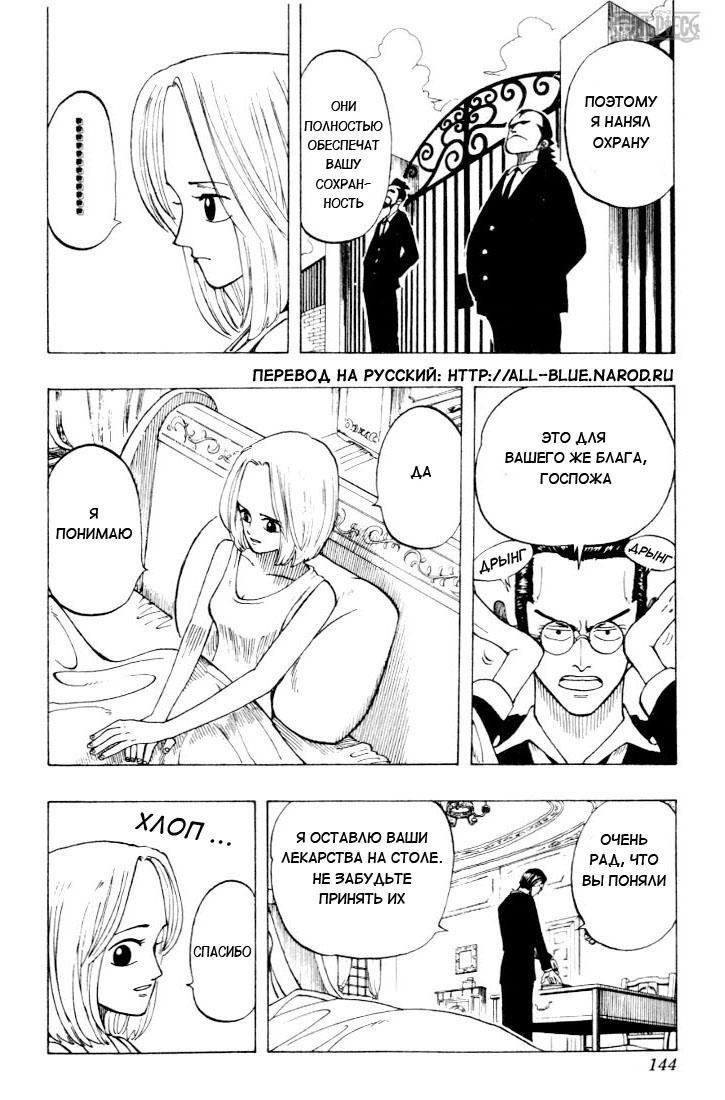 ПОЭТОМУ
Я НАНЯЛ
ОХРАНУ
ОНИ
ПОЛНОСТЬЮ
ОБЕСПЕЧАТ
ВАШУ
СОХРАН-
НОСТЬ
ПЕРЕВОД НА РУССКИЙ: HTTP://ALL-BLUE.NAROD.RU
ЭТО ДЛЯ
ВАШЕГО ЖЕ БЛАГА,
ГОСПОЖА
ДРЫНГ
ДРЫНГ
ДА
Я
ПОНИМАЮ
ОЧЕНЬ
РАД, ЧТО
ВЫ ПОНЯЛИ
Я ОСТАВЛЮ ВАШИ
ЛЕКАРСТВА НА СТОЛЕ.
НЕ ЗАБУДЬТЕ
ПРИНЯТЬ ИХ
ХЛОП ...
СПАСИБО
144